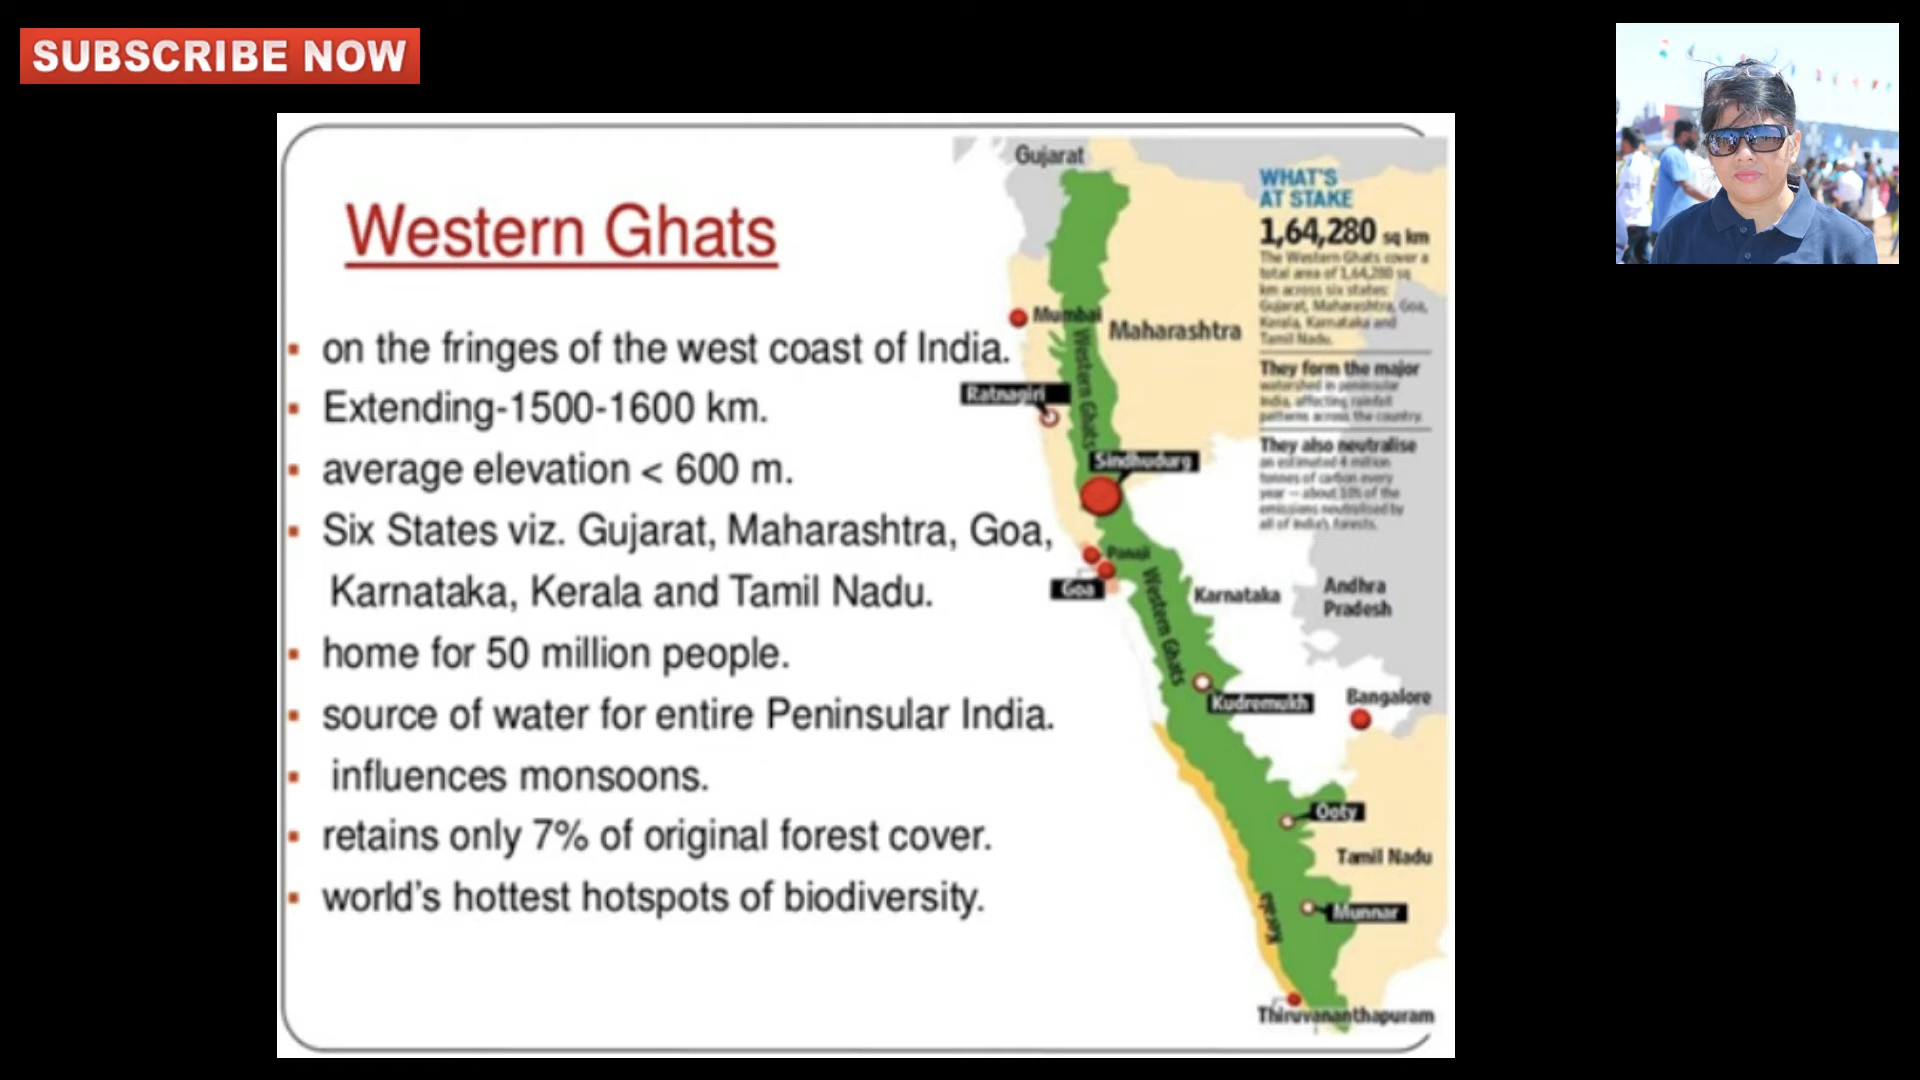 SUBSCRIBE NOW
Western Ghats
on the fringes of the west coast of India.
Extending-1500-1600 km.
average elevation < 600 m.
Six States viz. Gujarat, Maharashtra, Goa,
Karnataka, Kerala and Tamil Nadu.
home for 50 million people.
source of water for entire Peninsular India.
influences monsoons.
retains only 7% of original forest cover.
world's hottest hotspots of biodiversity.
Gujarat
Mumbai
Maharashtra
Western Ghats
Ratnagiri
Sindhudurg
Panaji
Goa
Western Ghats
Karnataka
Andhra
Pradesh
Kudremukh
Bangalore
Ooty
Tamil Nadu
Munnar
Kerala
Thiruvananthapuram
WHAT'S
AT STAKE
1,64,280 sq km
The Western Ghats cover a
total area of 1,64,280 sq
km across six states:
Gujarat, Maharashtra, Goa,
Kerala, Karnataka and
Tamil Nadu.
They form the major
watershed in peninsular
India, affecting rainfall
patterns across the country.
They also neutralise
an estimated 4 million
tonnes of carbon every
year — about 10% of the
emissions neutralised by
all of India's forests.